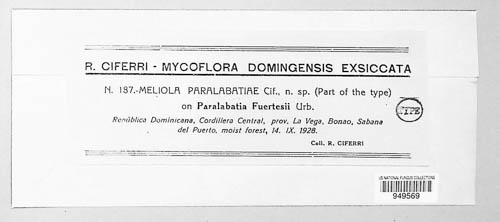 R. CIFERRI - MYCOFLORA DOMINGENSIS EXSICCATA
N. 187.-MELIOLA PARALABATIAE Cif., n. sp. (Part of the type)
on Paralabatia Fuertesii Urb.
TYPE
República Dominicana, Cordillera Central, prov. La Vega, Bonao, Sabana
del Puerto, moist forest, 14. IX. 1928.
Coll. R. CIFERRI
US NATIONAL FUNGUS COLLECTIONS
949569